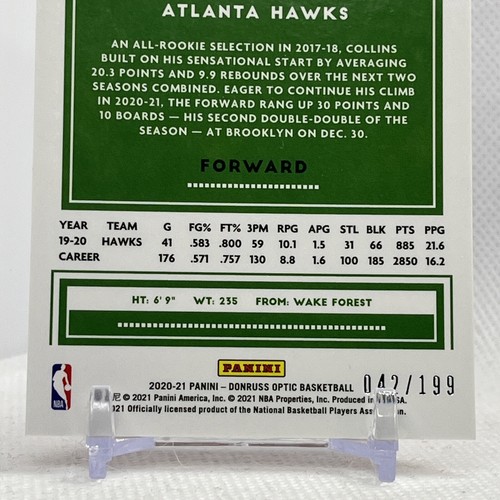 ATLANTA HAWKS
AN ALL-ROOKIE SELECTION IN 2017-18, COLLINS
BUILT ON HIS SENSATIONAL START BY AVERAGING
20.3 POINTS AND 9.9 REBOUNDS OVER THE NEXT TWO
SEASONS COMBINED. EAGER TO CONTINUE HIS CLIMB
IN 2020-21, THE FORWARD RANG UP 30 POINTS AND
10 BOARDS — HIS SECOND DOUBLE-DOUBLE OF THE
SEASON — AT BROOKLYN ON DEC. 30.
FORWARD
YEAR TEAM G FG% FT% 3PM RPG APG STL BLK PTS PPG
19-20 HAWKS 41 .583 .800 59 10.1 1.5 31 66 885 21.6
CAREER 176 .571 .757 130 8.8 1.6 100 185 2850 16.2
HT: 6' 9" WT: 235 FROM: WAKE FOREST
PANINI
2020-21 PANINI – DONRUSS OPTIC BASKETBALL 042/199
© 2021 Panini America, Inc. © 2021 NBA Properties, Inc. Produced in
NBA
Officially licensed product of the National Basketball Players